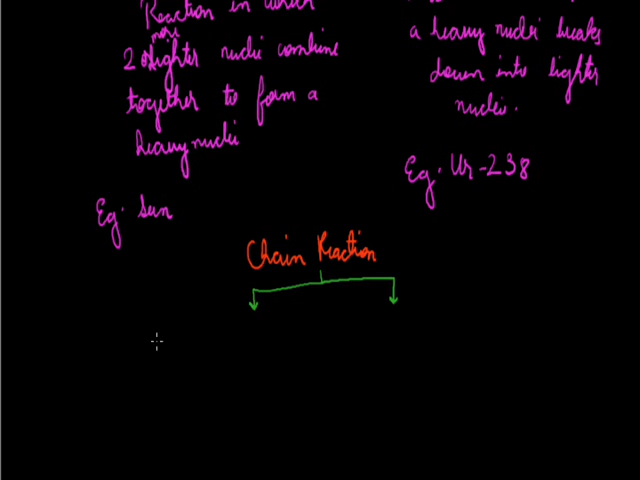 Reaction in which
more
2 or lighter nuclei combine
together to form a
heavy nuclei
Eg. Sun
a heavy nuclei breaks
down into lighter
nuclei.
Eg. Ur-238
Chain Reaction